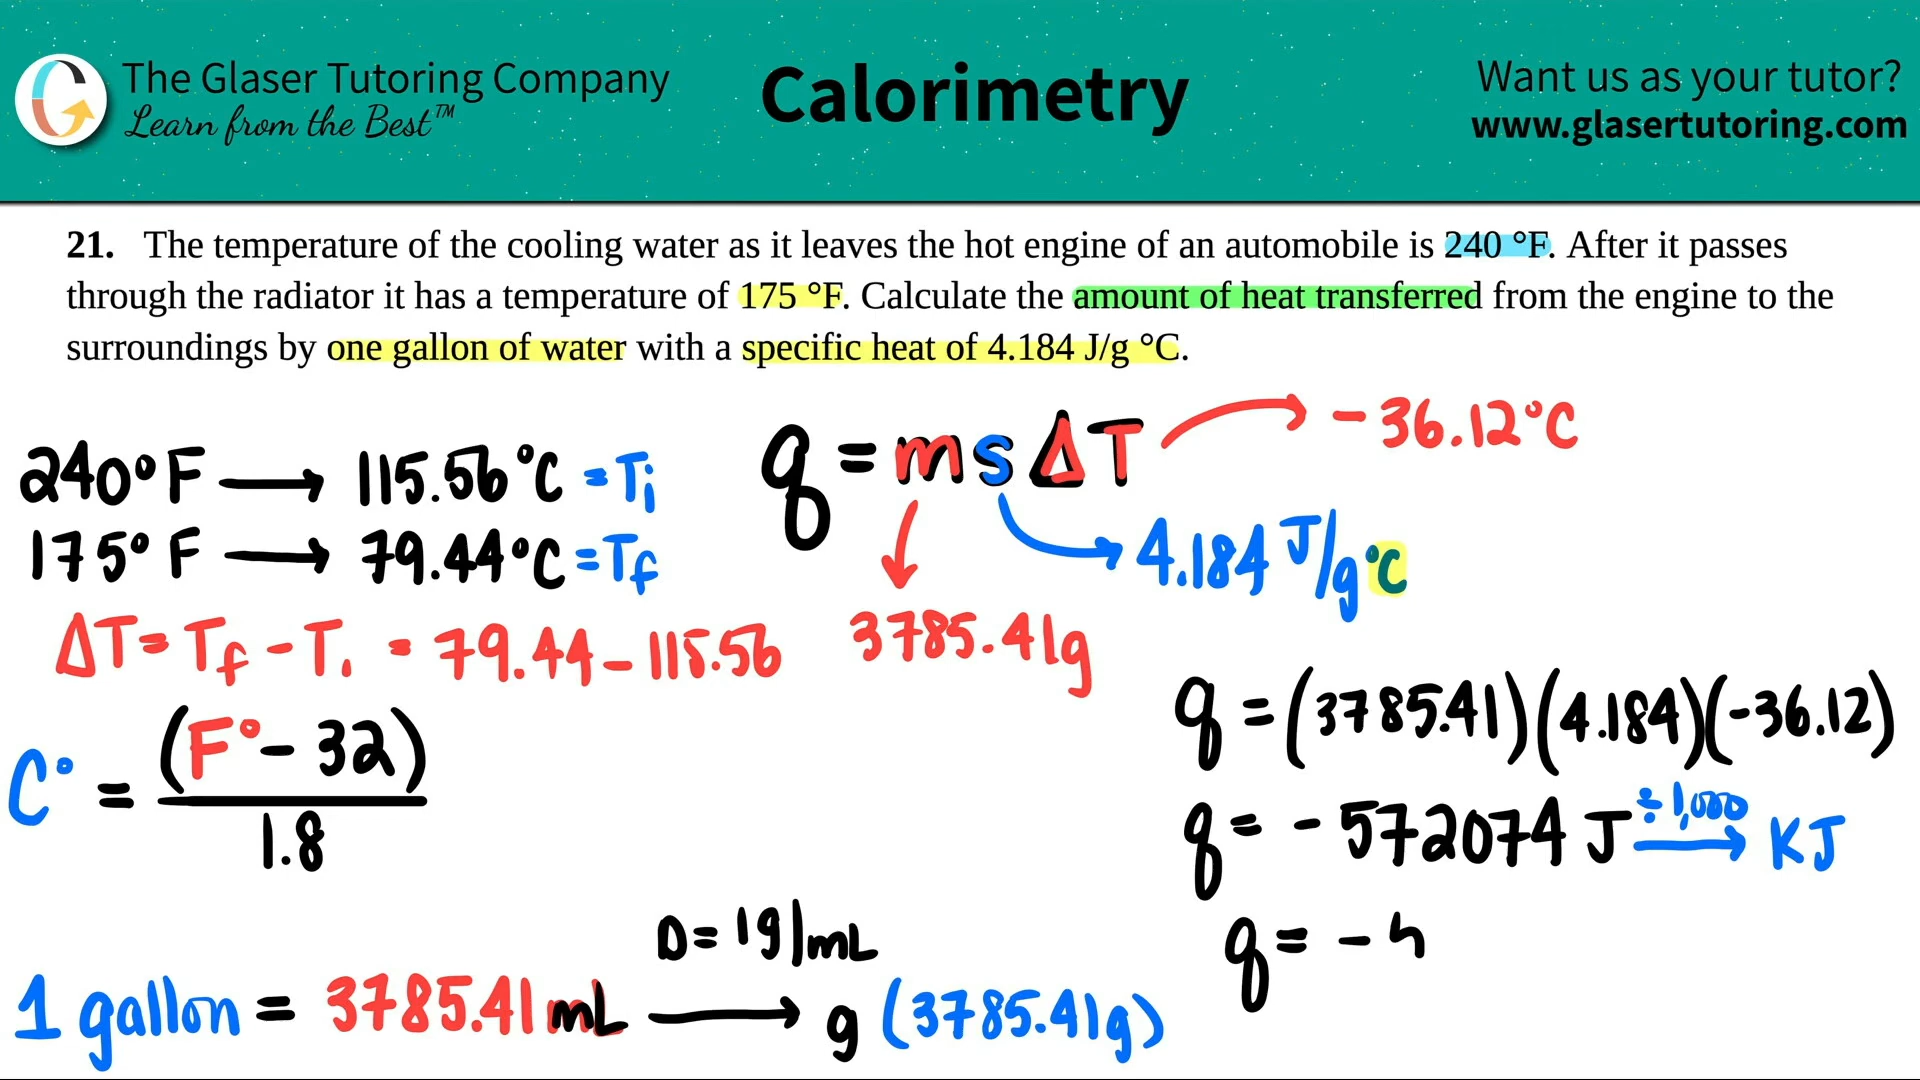 The Glaser Tutoring Company
Learn from the Best™
Calorimetry
Want us as your tutor?
www.glasertutoring.com
21. The temperature of the cooling water as it leaves the hot engine of an automobile is 240 °F. After it passes
through the radiator it has a temperature of 175 °F. Calculate the amount of heat transferred from the engine to the
surroundings by one gallon of water with a specific heat of 4.184 J/g °C.
240°F → 115.56°C = Ti
175°F → 79.44°C = Tf
ΔT = Tf - Ti = 79.44 - 115.56
C° = (F° - 32) / 1.8
q = m s ΔT → -36.12°C
4.184 J/g°C
3785.41g
q = (3785.41)(4.184)(-36.12)
q = -572074 J ÷1,000 → KJ
q = -
D = 1g/mL
1 gallon = 3785.41 mL → g (3785.41g)